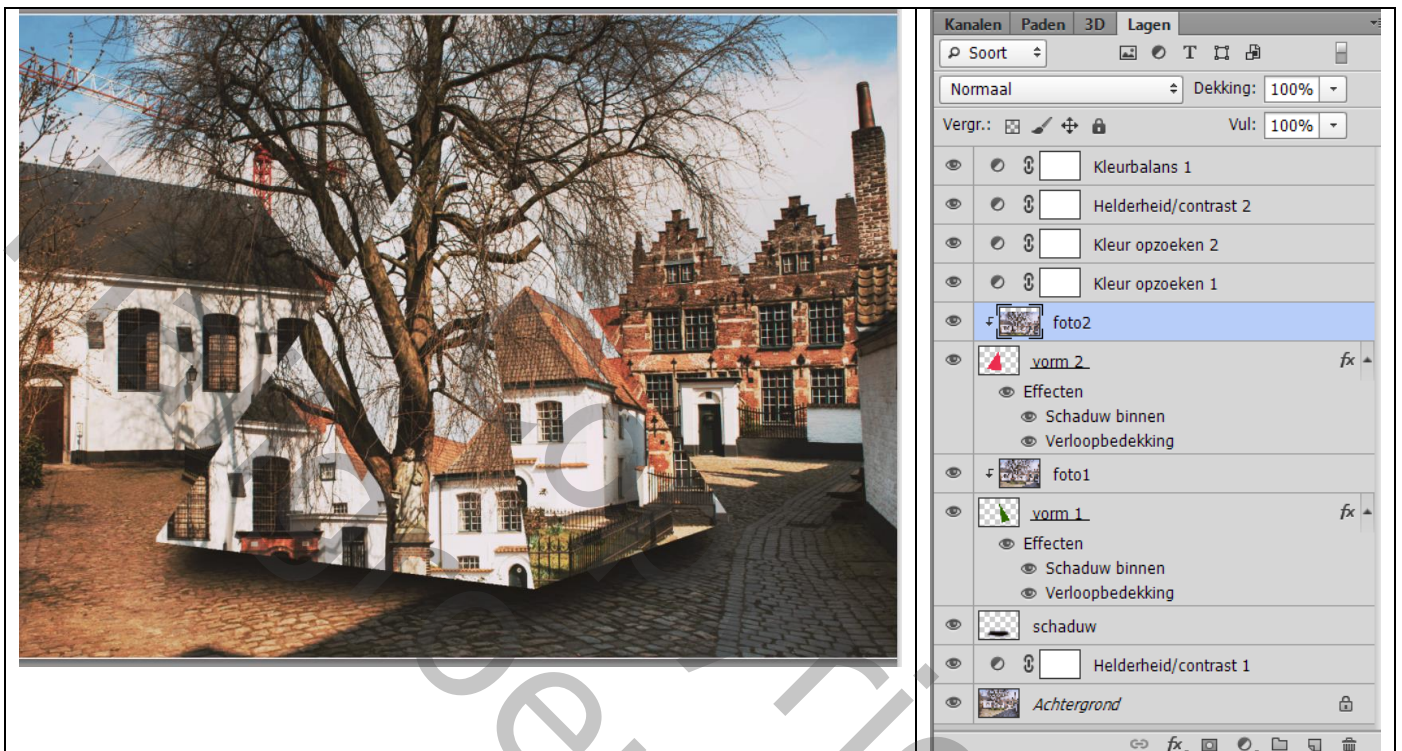 Kanalen Paden 3D Lagen
Soort
Normaal Dekking: 100%
Vergr.: Vul: 100%
Kleurbalans 1
Helderheid/contrast 2
Kleur opzoeken 2
Kleur opzoeken 1
foto2
vorm 2 fx
Effecten
Schaduw binnen
Verloopbedekking
foto1
vorm 1 fx
Effecten
Schaduw binnen
Verloopbedekking
schaduw
Helderheid/contrast 1
Achtergrond
fx